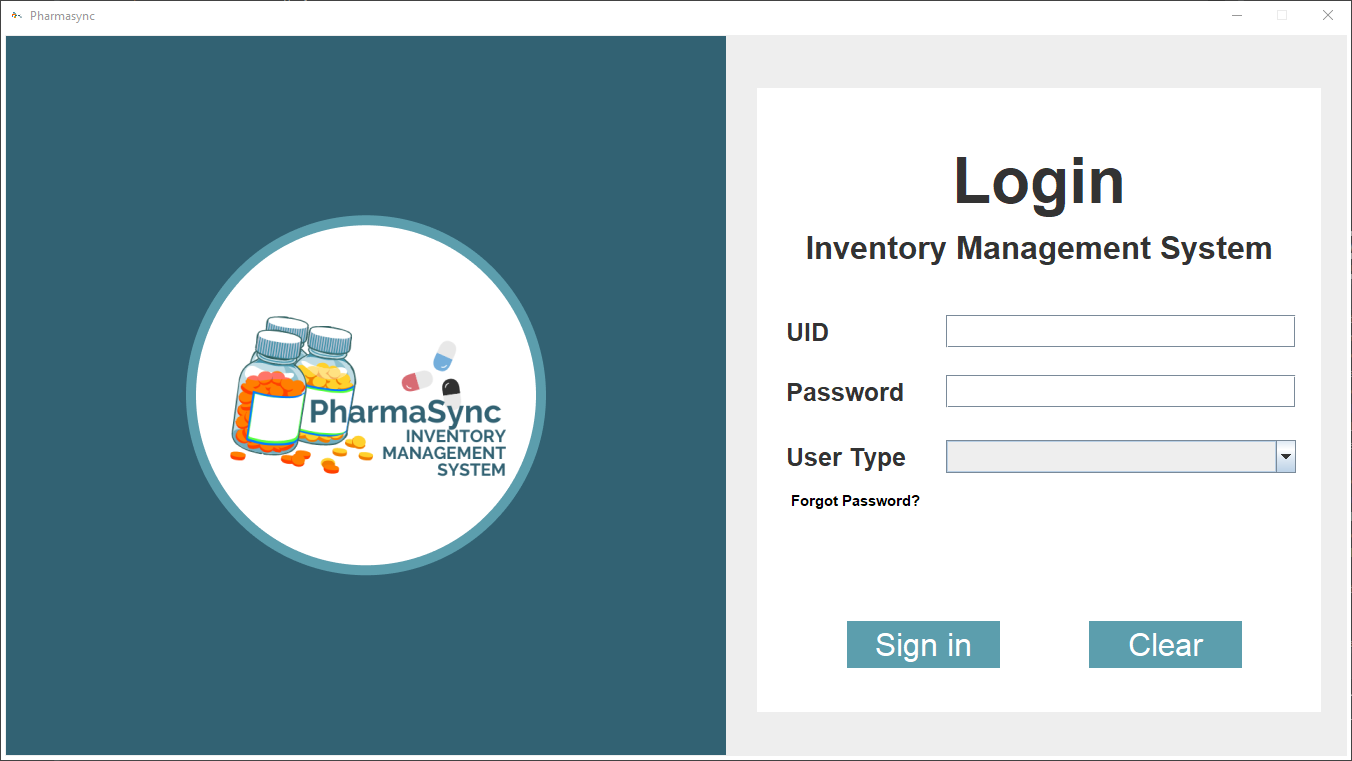 Pharmasync
PharmaSync
INVENTORY
MANAGEMENT
SYSTEM
Login
Inventory Management System
UID
Password
User Type
Forgot Password?
Sign in
Clear